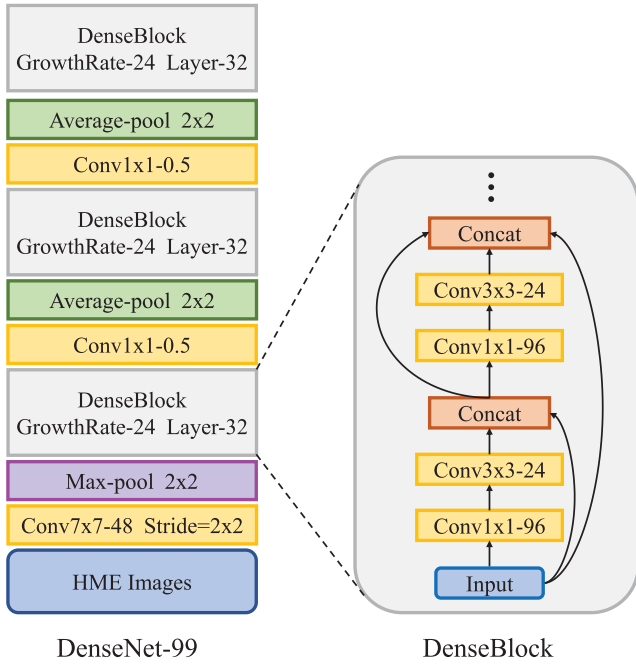 DenseBlock
GrowthRate-24 Layer-32
Average-pool 2x2
Conv1x1-0.5
DenseBlock
GrowthRate-24 Layer-32
Average-pool 2x2
Conv1x1-0.5
DenseBlock
GrowthRate-24 Layer-32
Max-pool 2x2
Conv7x7-48 Stride=2x2
HME Images
DenseNet-99
Concat
Conv3x3-24
Conv1x1-96
Concat
Conv3x3-24
Conv1x1-96
Input
DenseBlock